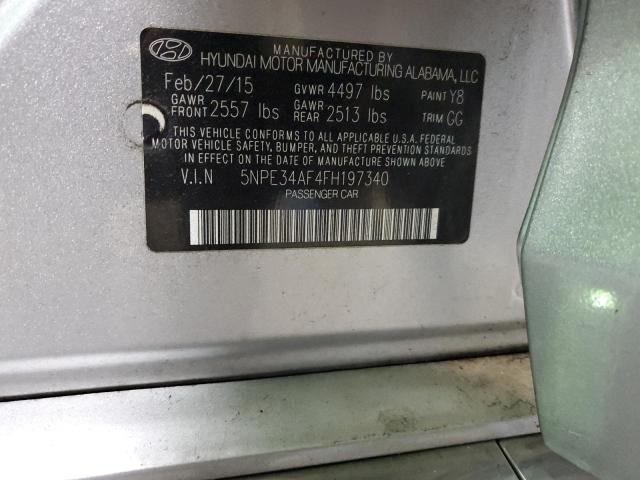 MANUFACTURED BY
HYUNDAI MOTOR MANUFACTURING ALABAMA, LLC
Feb/27/15 GVWR 4497 lbs PAINT Y8
GAWR FRONT 2557 lbs GAWR REAR 2513 lbs TRIM GG
THIS VEHICLE CONFORMS TO ALL APPLICABLE U.S.A. FEDERAL
MOTOR VEHICLE SAFETY, BUMPER, AND THEFT PREVENTION STANDARDS
IN EFFECT ON THE DATE OF MANUFACTURE SHOWN ABOVE.
V.I.N 5NPE34AF4FH197340
PASSENGER CAR